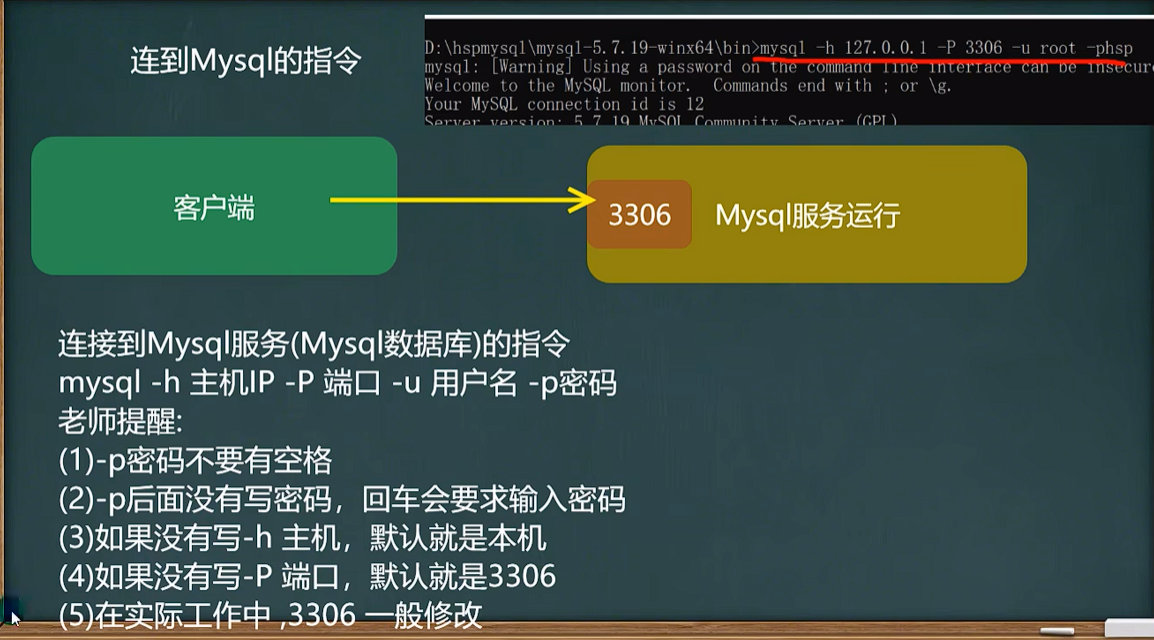 连到Mysql的指令
D:\hspmysql\mysql-5.7.19-winx64\bin>mysql -h 127.0.0.1 -P 3306 -u root -phsp
mysql: [Warning] Using a password on the command line interface can be insecure
Welcome to the MySQL monitor.  Commands end with ; or \g.
Your MySQL connection id is 12
Server version: 5.7.19 MySQL Community Server (GPL)
客户端
3306
Mysql服务运行
连接到Mysql服务(Mysql数据库)的指令
mysql -h 主机IP -P 端口 -u 用户名 -p密码
老师提醒:
(1)-p密码不要有空格
(2)-p后面没有写密码，回车会要求输入密码
(3)如果没有写-h 主机，默认就是本机
(4)如果没有写-P 端口，默认就是3306
(5)在实际工作中 ,3306 一般修改